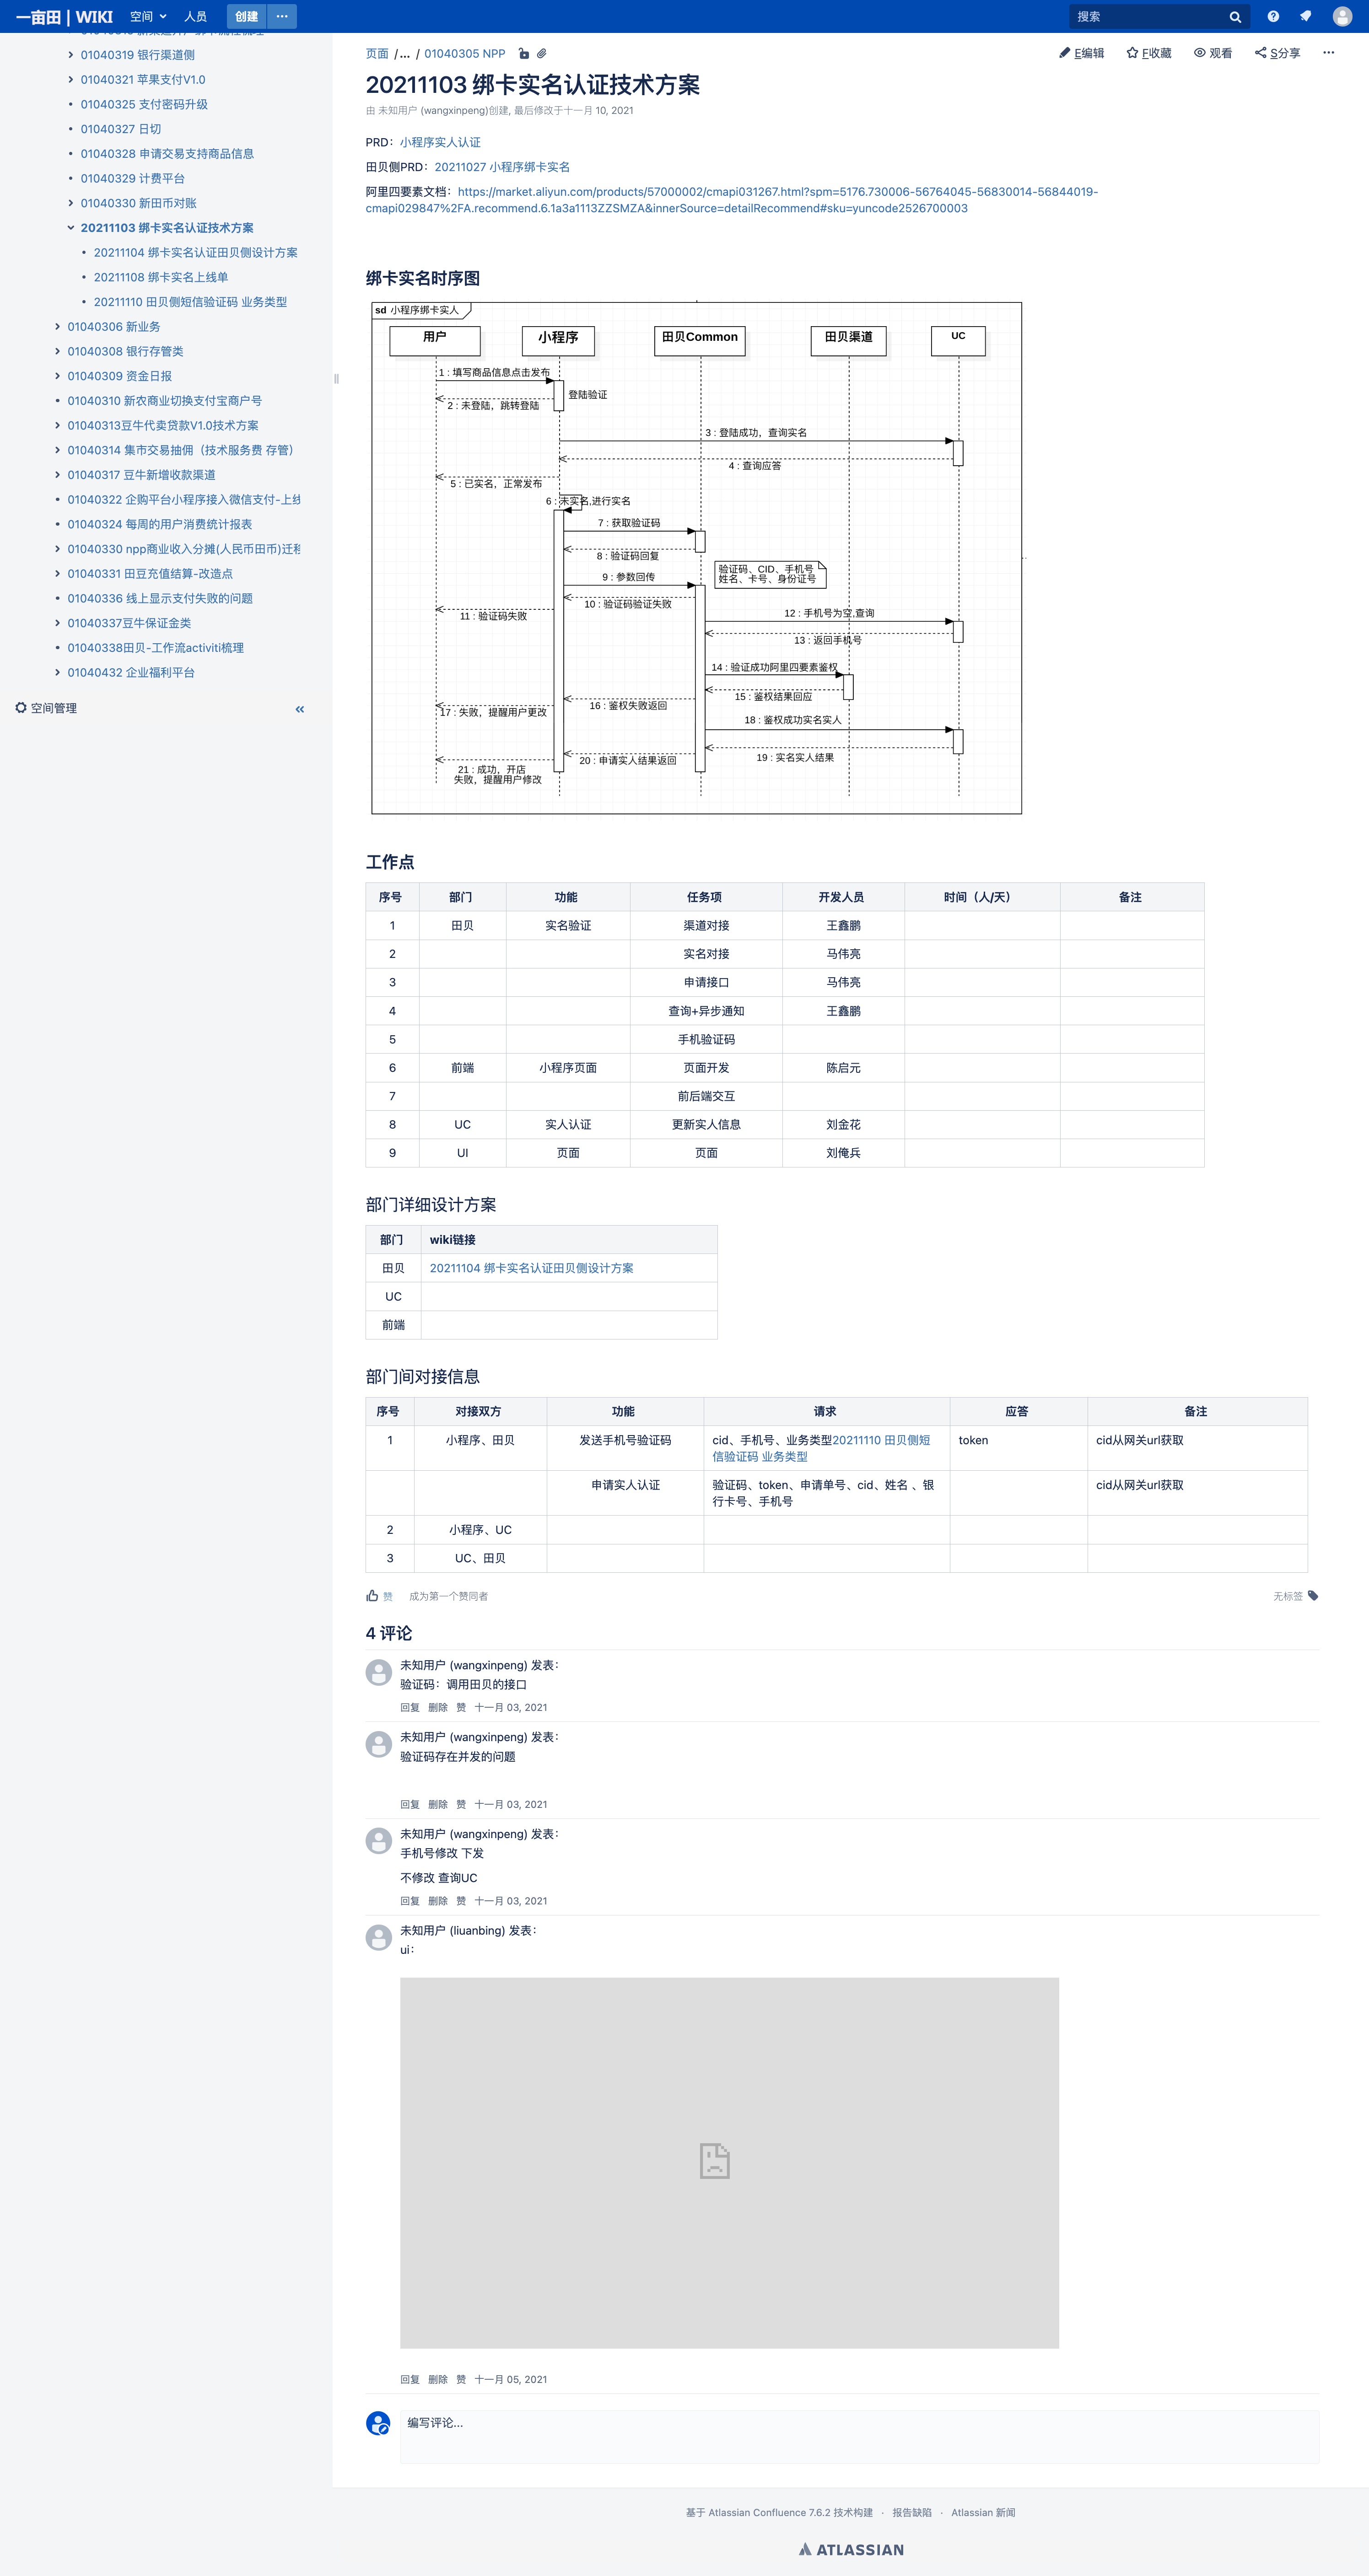 一亩田 | WIKI 空间 人员 创建 ··· 搜索
01040319 银行渠道侧
01040321 苹果支付V1.0
01040325 支付密码升级
01040327 日切
01040328 申请交易支持商品信息
01040329 计费平台
01040330 新田币对账
20211103 绑卡实名认证技术方案
20211104 绑卡实名认证田贝侧设计方案
20211108 绑卡实名上线单
20211110 田贝侧短信验证码 业务类型
01040306 新业务
01040308 银行存管类
01040309 资金日报
01040310 新农商业切换支付宝商户号
01040313豆牛代卖贷款V1.0技术方案
01040314 集市交易抽佣（技术服务费 存管）
01040317 豆牛新增收款渠道
01040322 企购平台小程序接入微信支付-上线
01040324 每周的用户消费统计报表
01040330 npp商业收入分摊(人民币田币)迁移
01040331 田豆充值结算-改造点
01040336 线上显示支付失败的问题
01040337豆牛保证金类
01040338田贝-工作流activiti梳理
01040432 企业福利平台
空间管理 «
页面 /... / 01040305 NPP
E编辑 F收藏 观看 S分享 ···
20211103 绑卡实名认证技术方案
由 未知用户 (wangxinpeng)创建, 最后修改于十一月 10, 2021
PRD：小程序实人认证
田贝侧PRD：20211027 小程序绑卡实名
阿里四要素文档：https://market.aliyun.com/products/57000002/cmapi031267.html?spm=5176.730006-56764045-56830014-56844019-
cmapi029847%2FA.recommend.6.1a3a1113ZZSMZA&innerSource=detailRecommend#sku=yuncode2526700003
绑卡实名时序图
sd 小程序绑卡实人
用户 小程序 田贝Common 田贝渠道 UC
1 : 填写商品信息点击发布
登陆验证
2 : 未登陆，跳转登陆
3 : 登陆成功，查询实名
4 : 查询应答
5 : 已实名，正常发布
6 : 未实名,进行实名
7 : 获取验证码
8 : 验证码回复
验证码、CID、手机号
姓名、卡号、身份证号
9 : 参数回传
10 : 验证码验证失败
11 : 验证码失败
12 : 手机号为空,查询
13 : 返回手机号
14 : 验证成功阿里四要素鉴权
15 : 鉴权结果回应
16 : 鉴权失败返回
17 : 失败，提醒用户更改
18 : 鉴权成功实名实人
19 : 实名实人结果
20 : 申请实人结果返回
21 : 成功，开店
失败，提醒用户修改
工作点
序号 部门 功能 任务项 开发人员 时间（人/天） 备注
1 田贝 实名验证 渠道对接 王鑫鹏
2 实名对接 马伟亮
3 申请接口 马伟亮
4 查询+异步通知 王鑫鹏
5 手机验证码
6 前端 小程序页面 页面开发 陈启元
7 前后端交互
8 UC 实人认证 更新实人信息 刘金花
9 UI 页面 页面 刘俺兵
部门详细设计方案
部门 wiki链接
田贝 20211104 绑卡实名认证田贝侧设计方案
UC
前端
部门间对接信息
序号 对接双方 功能 请求 应答 备注
1 小程序、田贝 发送手机号验证码 cid、手机号、业务类型20211110 田贝侧短 token cid从网关url获取
信验证码 业务类型
申请实人认证 验证码、token、申请单号、cid、姓名 、银 cid从网关url获取
行卡号、手机号
2 小程序、UC
3 UC、田贝
赞 成为第一个赞同者 无标签
4 评论
未知用户 (wangxinpeng) 发表：
验证码：调用田贝的接口
回复 删除 赞 十一月 03, 2021
未知用户 (wangxinpeng) 发表：
验证码存在并发的问题
回复 删除 赞 十一月 03, 2021
未知用户 (wangxinpeng) 发表：
手机号修改 下发
不修改 查询UC
回复 删除 赞 十一月 03, 2021
未知用户 (liuanbing) 发表：
ui：
回复 删除 赞 十一月 05, 2021
编写评论...
基于 Atlassian Confluence 7.6.2 技术构建 · 报告缺陷 · Atlassian 新闻
ATLASSIAN